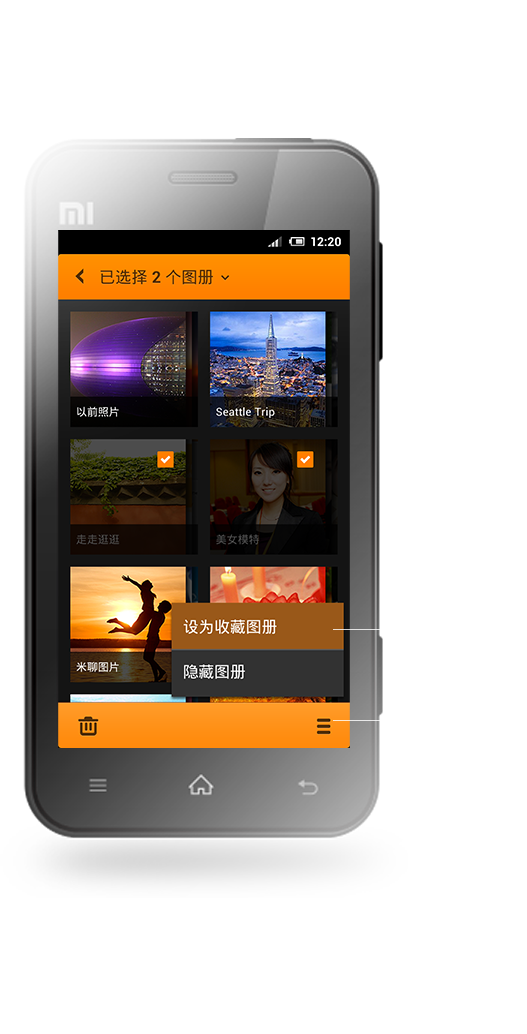 MI
12:20
已选择 2 个图册
以前照片
Seattle Trip
走走逛逛
美女模特
米聊图片
设为收藏图册
隐藏图册